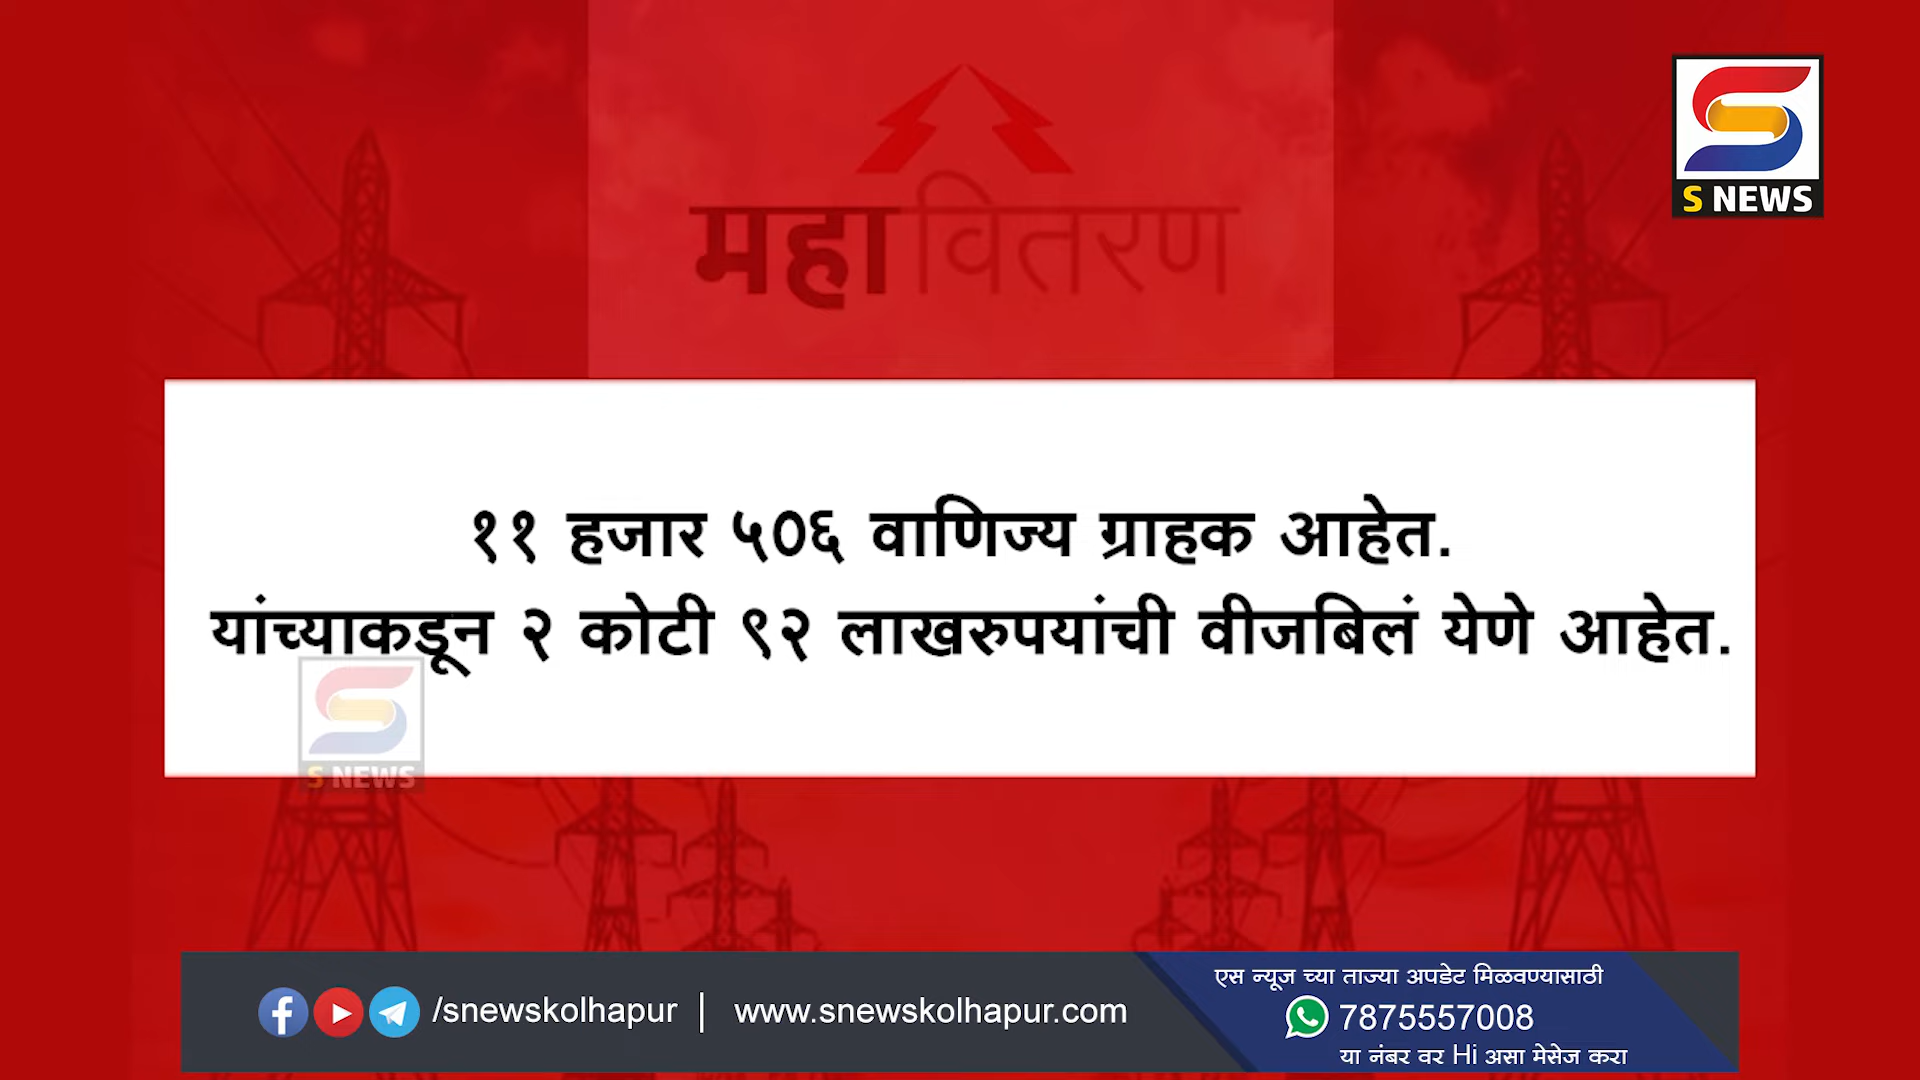 S NEWS
महावितरण
११ हजार ५०६ वाणिज्य ग्राहक आहेत.
यांच्याकडून २ कोटी ९२ लाखरुपयांची वीजबिलं येणे आहेत.
S NEWS
/snewskolhapur | www.snewskolhapur.com
एस न्यूज च्या ताज्या अपडेट मिळवण्यासाठी
7875557008
या नंबर वर Hi असा मेसेज करा